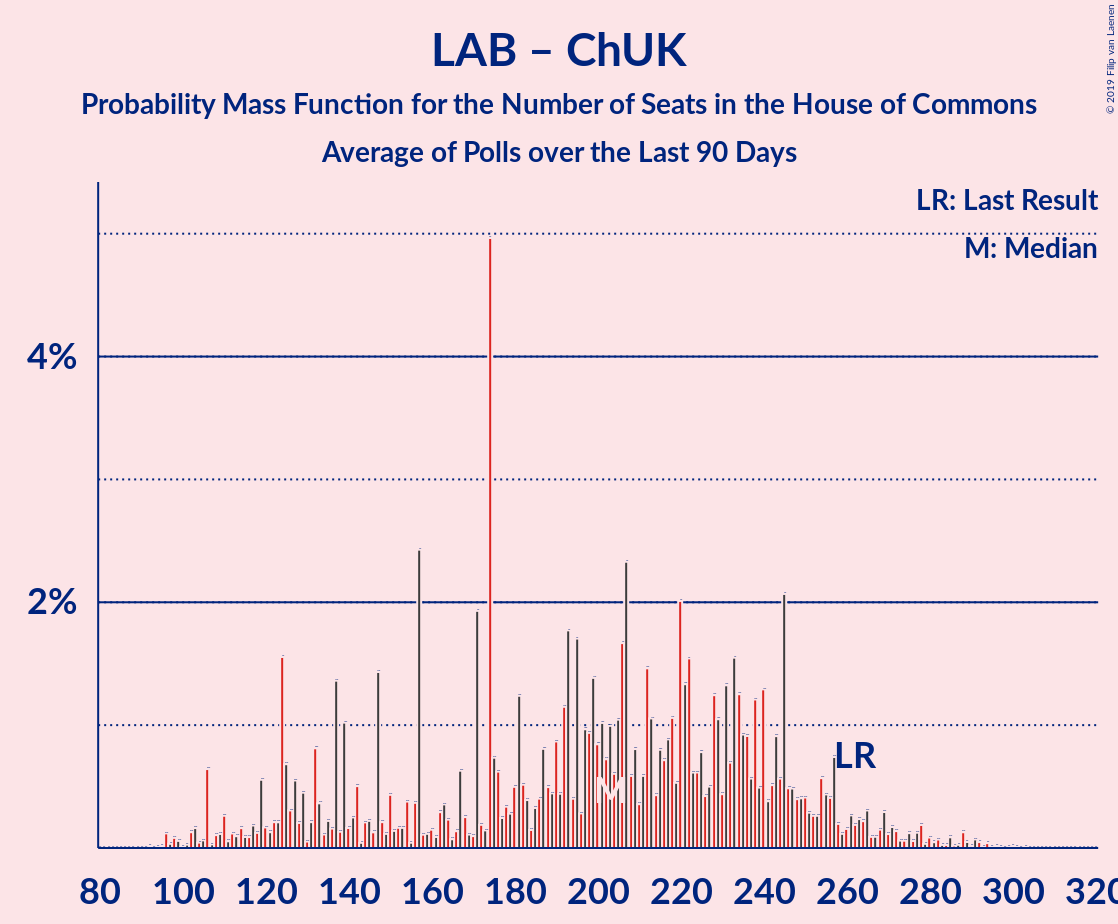 LAB – ChUK
Probability Mass Function for the Number of Seats in the House of Commons
Average of Polls over the Last 90 Days
© 2019 Filip van Laenen
LR: Last Result
M: Median
4%
2%
LR
M
80 100 120 140 160 180 200 220 240 260 280 300 320